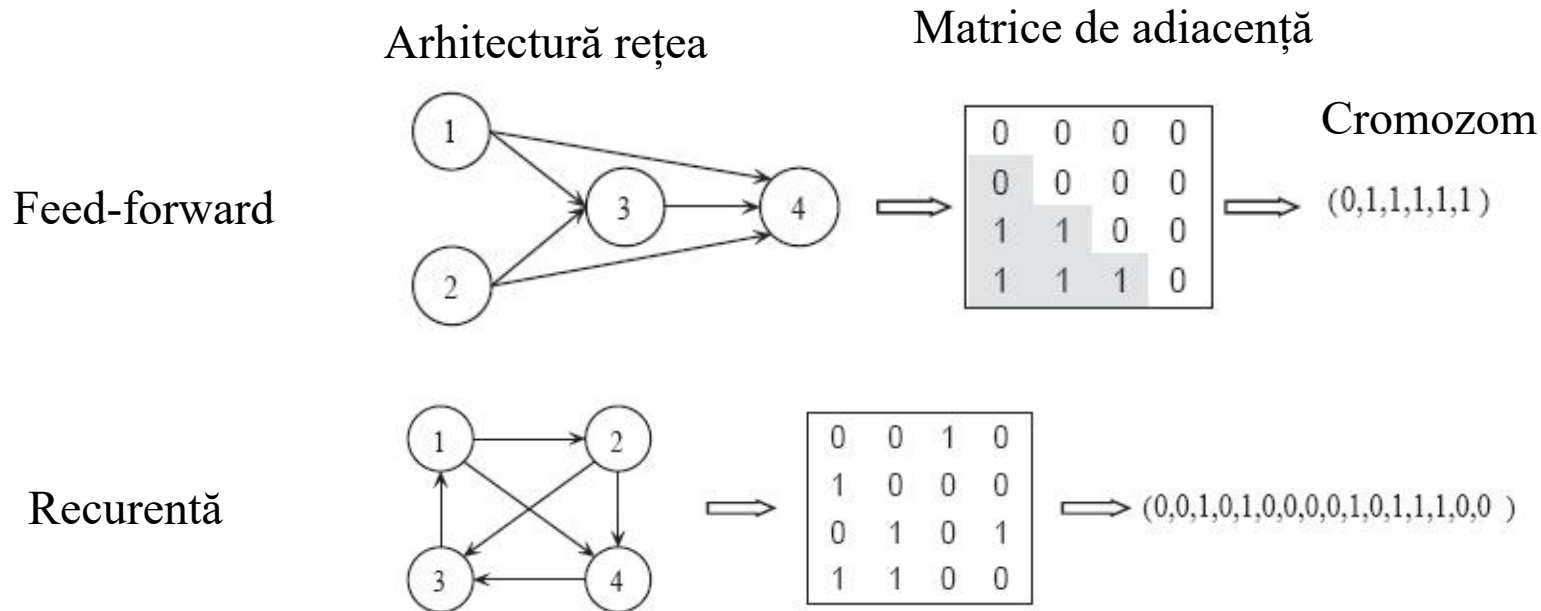 Arhitectură rețea
Matrice de adiacență
Cromozom
Feed-forward
1
2
3
4
0 0 0 0
0 0 0 0
1 1 0 0
1 1 1 0
(0,1,1,1,1,1 )
Recurentă
1
2
3
4
0 0 1 0
1 0 0 0
0 1 0 1
1 1 0 0
(0,0,1,0,1,0,0,0,0,1,0,1,1,1,0,0 )